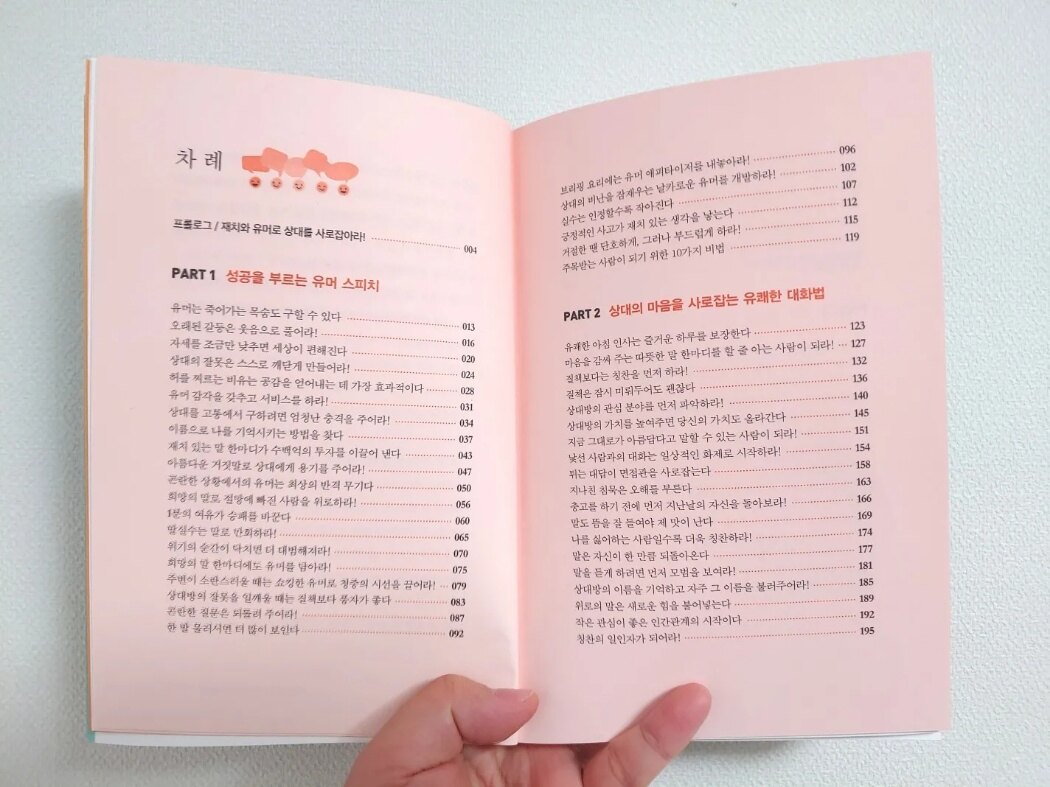 차례
프롤로그 / 재치와 유머로 상대를 사로잡아라! 004
PART 1 성공을 부르는 유머 스피치
유머는 죽어가는 목숨도 구할 수 있다 013
오래된 갈등은 웃음으로 풀어라! 016
자세를 조금만 낮추면 세상이 편해진다 020
상대의 잘못은 스스로 깨닫게 만들어라! 024
허를 찌르는 비유는 공감을 얻어내는 데 가장 효과적이다 028
유머 감각을 갖추고 서비스를 하라! 031
상대를 고통에서 구하려면 엄청난 충격을 주어라! 034
이름으로 나를 기억시키는 방법을 찾다 037
재치 있는 말 한마디가 수백억의 투자를 이끌어 낸다 043
아름다운 거짓말로 상대에게 용기를 주어라! 047
곤란한 상황에서의 유머는 최상의 반격 무기다 050
희망의 말로 절망에 빠진 사람을 위로하라! 056
1분의 여유가 승패를 바꾼다 060
말실수는 말로 만회하라! 065
위기의 순간이 닥치면 더 대범해져라! 070
희망의 말 한마디에도 유머를 담아라! 075
주변이 소란스러울 때는 쇼킹한 유머로 청중의 시선을 끌어라! 079
상대방의 잘못을 일깨울 때는 질책보다 풍자가 좋다 083
곤란한 질문은 되돌려 주어라! 087
한 발 물러서면 더 많이 보인다 092
브리핑 요리에는 유머 애피타이저를 내놓아라! 096
상대의 비난을 잠재우는 날카로운 유머를 개발하라! 102
실수는 인정할수록 작아진다 107
긍정적인 사고가 재치 있는 생각을 낳는다 112
거절할 땐 단호하게, 그러나 부드럽게 하라! 115
주목받는 사람이 되기 위한 10가지 비법 119
PART 2 상대의 마음을 사로잡는 유쾌한 대화법
유쾌한 아침 인사는 즐거운 하루를 보장한다 123
마음을 감싸 주는 따뜻한 말 한마디를 할 줄 아는 사람이 되라! 127
질책보다는 칭찬을 먼저 하라! 132
질책은 잠시 미뤄두어도 괜찮다 136
상대방의 관심 분야를 먼저 파악하라! 140
상대방의 가치를 높여주면 당신의 가치도 올라간다 145
지금 그대로가 아름답다고 말할 수 있는 사람이 되라! 151
낯선 사람과의 대화는 일상적인 화제로 시작하라! 154
튀는 대답이 면접관을 사로잡는다 158
지나친 침묵은 오해를 부른다 163
충고를 하기 전에 먼저 지난날의 자신을 돌아보라! 166
말도 뜸을 잘 들여야 제 맛이 난다 169
나를 싫어하는 사람일수록 더욱 칭찬하라! 174
말은 자신이 한 만큼 되돌아온다 177
말을 듣게 하려면 먼저 모범을 보여라! 181
상대방의 이름을 기억하고 자주 그 이름을 불러주어라! 185
위로의 말은 새로운 힘을 불어넣는다 189
작은 관심이 좋은 인간관계의 시작이다 192
칭찬의 일인자가 되어라! 195